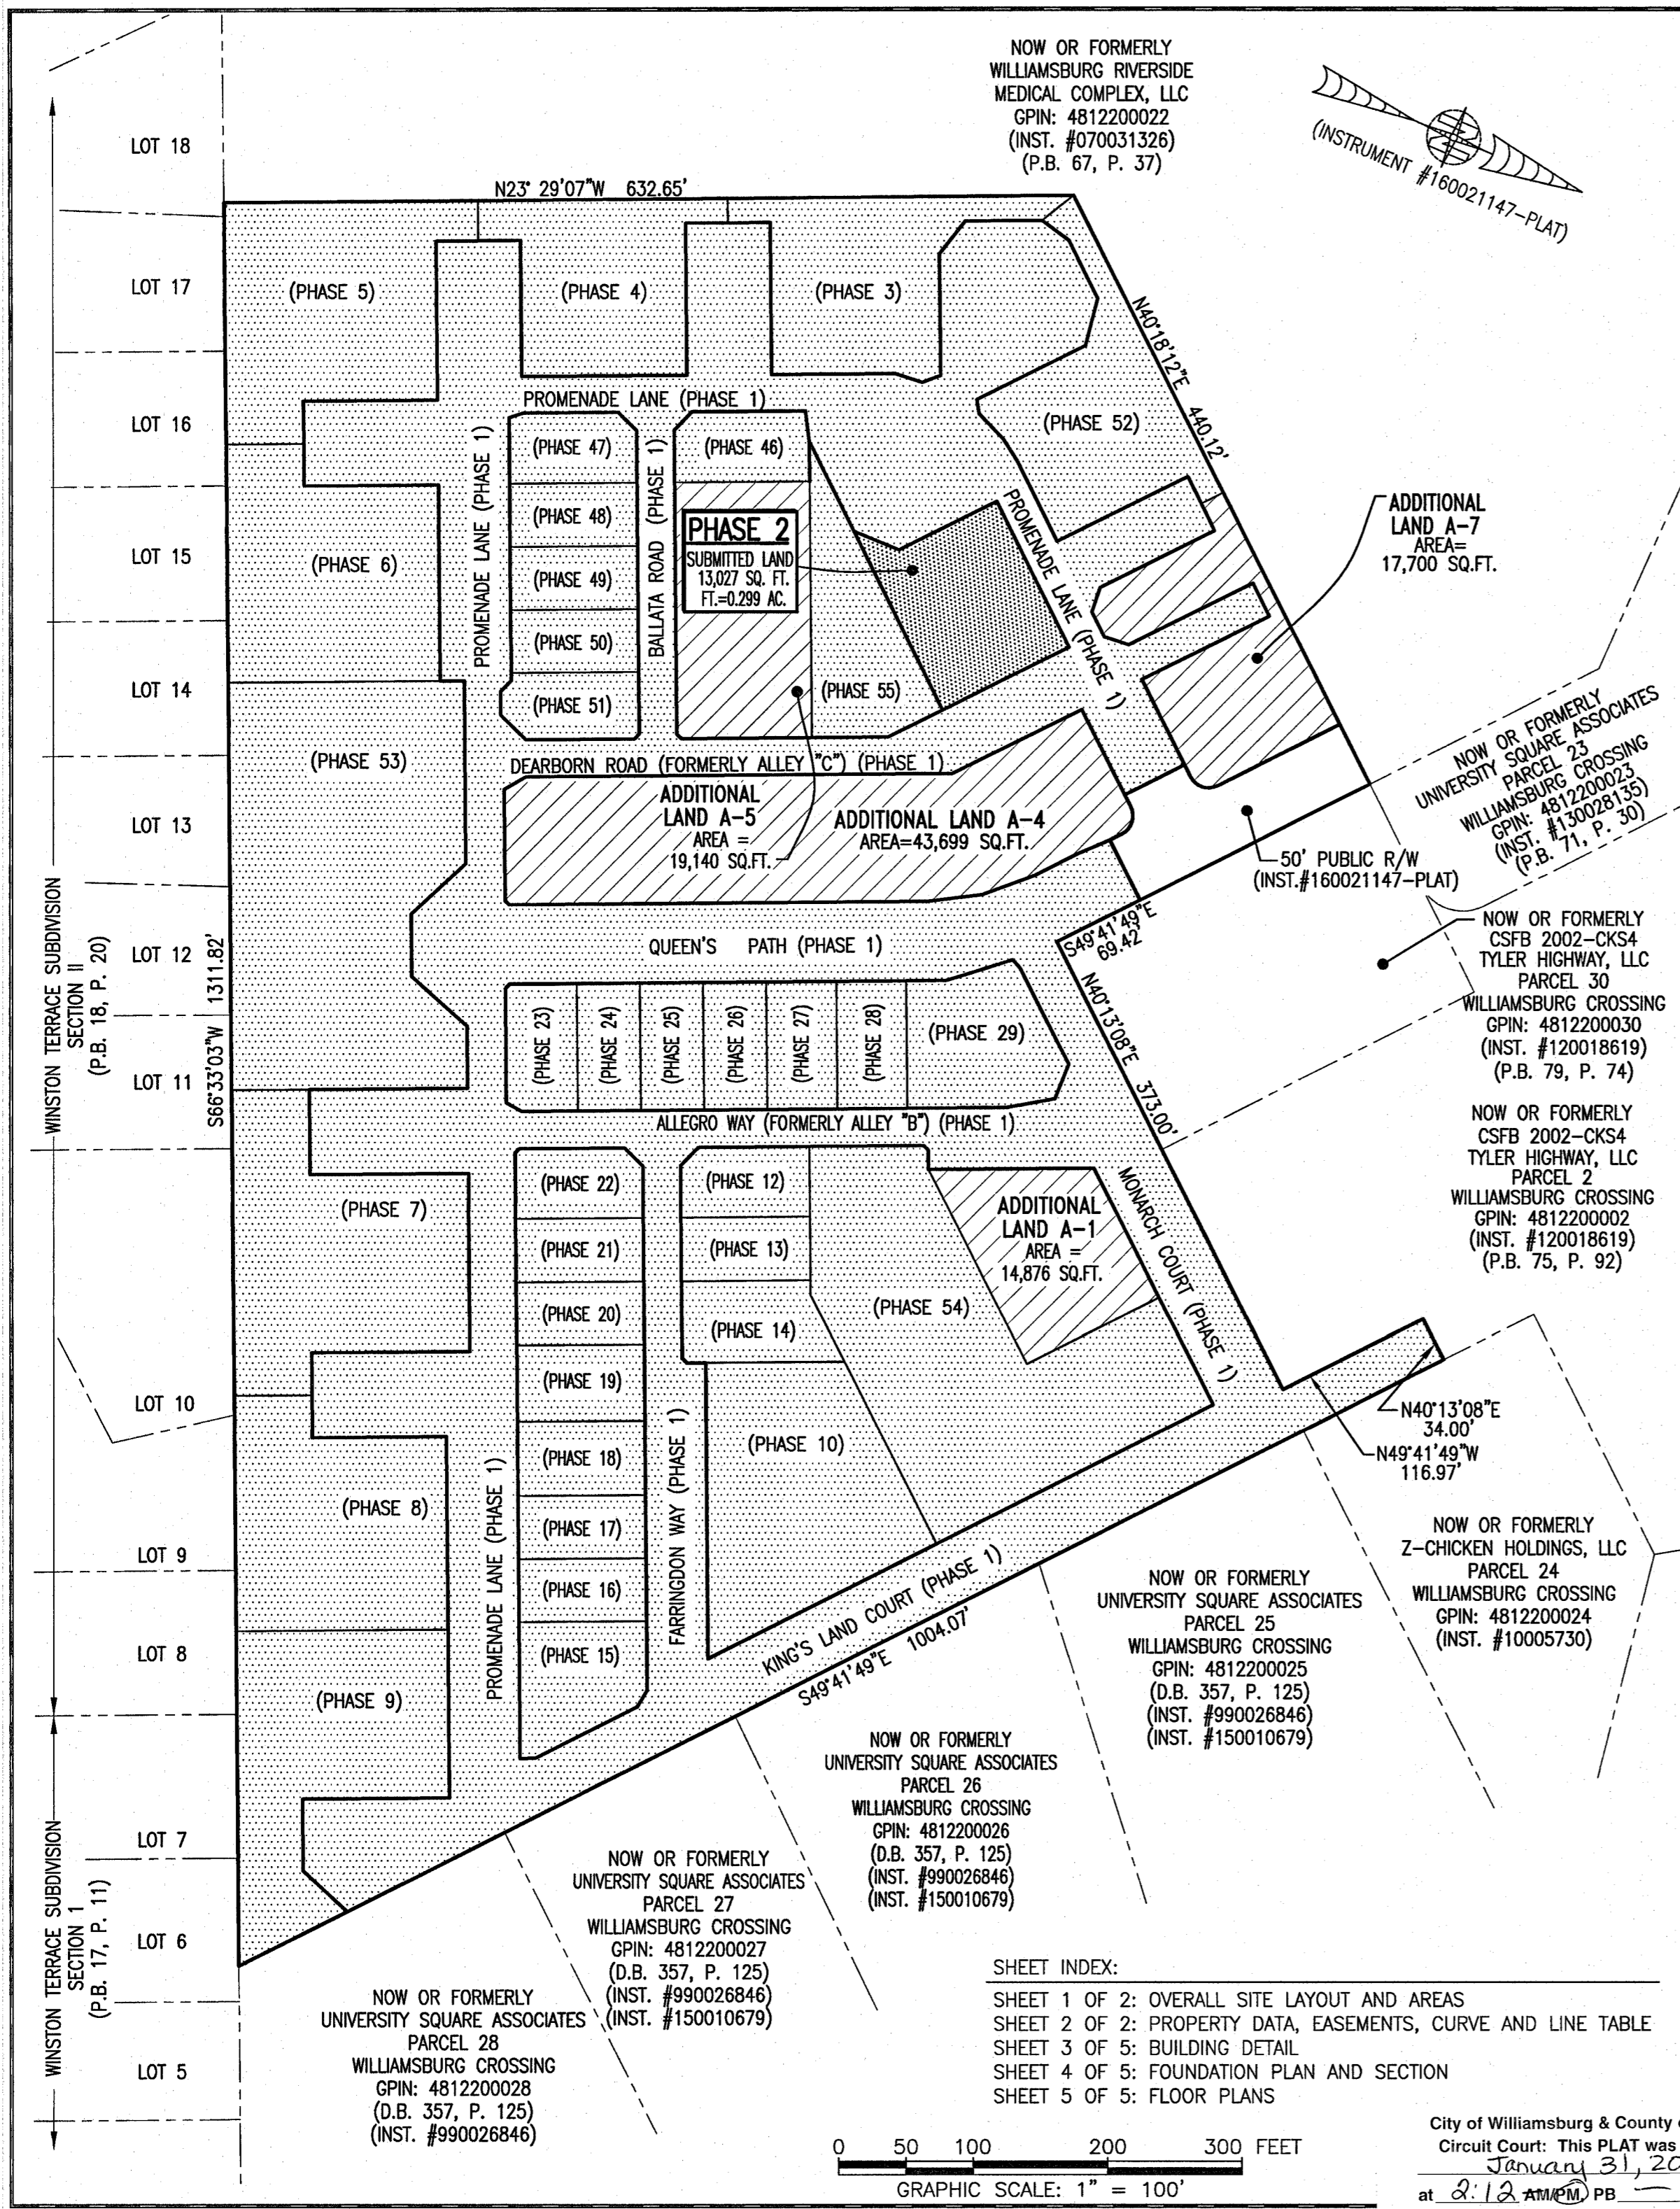 NOW OR FORMERLY
WILLIAMSBURG RIVERSIDE
MEDICAL COMPLEX, LLC
GPIN: 4812200022
(INST. #070031326)
(P.B. 67, P. 37)
(INSTRUMENT #160021147-PLAT)
LOT 18
LOT 17
LOT 16
LOT 15
LOT 14
LOT 13
LOT 12
LOT 11
LOT 10
LOT 9
LOT 8
LOT 7
LOT 6
LOT 5
WINSTON TERRACE SUBDIVISION
SECTION II
(P.B. 18, P. 20)
WINSTON TERRACE SUBDIVISION
SECTION 1
(P.B. 17, P. 11)
S66°33'03"W 1311.82'
N23° 29'07"W 632.65'
N40°18'12"E 440.12'
(PHASE 5)
(PHASE 4)
(PHASE 3)
(PHASE 52)
PROMENADE LANE (PHASE 1)
PROMENADE LANE (PHASE 1)
(PHASE 47)
(PHASE 48)
(PHASE 49)
(PHASE 50)
(PHASE 51)
BALLATA ROAD (PHASE 1)
(PHASE 46)
PHASE 2
SUBMITTED LAND
13,027 SQ. FT.
FT.=0.299 AC.
(PHASE 55)
PROMENADE LANE (PHASE 1)
ADDITIONAL
LAND A-7
AREA=
17,700 SQ.FT.
(PHASE 6)
(PHASE 53)
DEARBORN ROAD (FORMERLY ALLEY "C") (PHASE 1)
ADDITIONAL
LAND A-5
AREA =
19,140 SQ.FT.
ADDITIONAL LAND A-4
AREA=43,699 SQ.FT.
50' PUBLIC R/W
(INST.#160021147-PLAT)
NOW OR FORMERLY
UNIVERSITY SQUARE ASSOCIATES
PARCEL 23
WILLIAMSBURG CROSSING
GPIN: 4812200023
(INST. #130028135)
(P.B. 71, P. 30)
QUEEN'S PATH (PHASE 1)
S49°41'49"E
69.42'
N40°13'08"E 373.00'
NOW OR FORMERLY
CSFB 2002-CKS4
TYLER HIGHWAY, LLC
PARCEL 30
WILLIAMSBURG CROSSING
GPIN: 4812200030
(INST. #120018619)
(P.B. 79, P. 74)
(PHASE 23)
(PHASE 24)
(PHASE 25)
(PHASE 26)
(PHASE 27)
(PHASE 28)
(PHASE 29)
ALLEGRO WAY (FORMERLY ALLEY "B") (PHASE 1)
NOW OR FORMERLY
CSFB 2002-CKS4
TYLER HIGHWAY, LLC
PARCEL 2
WILLIAMSBURG CROSSING
GPIN: 4812200002
(INST. #120018619)
(P.B. 75, P. 92)
(PHASE 7)
(PHASE 22)
(PHASE 21)
(PHASE 20)
(PHASE 19)
(PHASE 18)
(PHASE 17)
(PHASE 16)
(PHASE 15)
(PHASE 12)
(PHASE 13)
(PHASE 14)
(PHASE 54)
ADDITIONAL
LAND A-1
AREA =
14,876 SQ.FT.
MONARCH COURT (PHASE 1)
(PHASE 10)
(PHASE 8)
(PHASE 9)
PROMENADE LANE (PHASE 1)
FARRINGDON WAY (PHASE 1)
KING'S LAND COURT (PHASE 1)
S49°41'49"E 1004.07'
N40°13'08"E
34.00'
N49°41'49"W
116.97'
NOW OR FORMERLY
Z-CHICKEN HOLDINGS, LLC
PARCEL 24
WILLIAMSBURG CROSSING
GPIN: 4812200024
(INST. #10005730)
NOW OR FORMERLY
UNIVERSITY SQUARE ASSOCIATES
PARCEL 25
WILLIAMSBURG CROSSING
GPIN: 4812200025
(D.B. 357, P. 125)
(INST. #990026846)
(INST. #150010679)
NOW OR FORMERLY
UNIVERSITY SQUARE ASSOCIATES
PARCEL 26
WILLIAMSBURG CROSSING
GPIN: 4812200026
(D.B. 357, P. 125)
(INST. #990026846)
(INST. #150010679)
NOW OR FORMERLY
UNIVERSITY SQUARE ASSOCIATES
PARCEL 27
WILLIAMSBURG CROSSING
GPIN: 4812200027
(D.B. 357, P. 125)
(INST. #990026846)
(INST. #150010679)
NOW OR FORMERLY
UNIVERSITY SQUARE ASSOCIATES
PARCEL 28
WILLIAMSBURG CROSSING
GPIN: 4812200028
(D.B. 357, P. 125)
(INST. #990026846)
SHEET INDEX:
SHEET 1 OF 2: OVERALL SITE LAYOUT AND AREAS
SHEET 2 OF 2: PROPERTY DATA, EASEMENTS, CURVE AND LINE TABLE
SHEET 3 OF 5: BUILDING DETAIL
SHEET 4 OF 5: FOUNDATION PLAN AND SECTION
SHEET 5 OF 5: FLOOR PLANS
0 50 100 200 300 FEET
GRAPHIC SCALE: 1" = 100'
City of Williamsburg & County
Circuit Court: This PLAT was
January 31, 20
at 2:12 AM/PM. PB